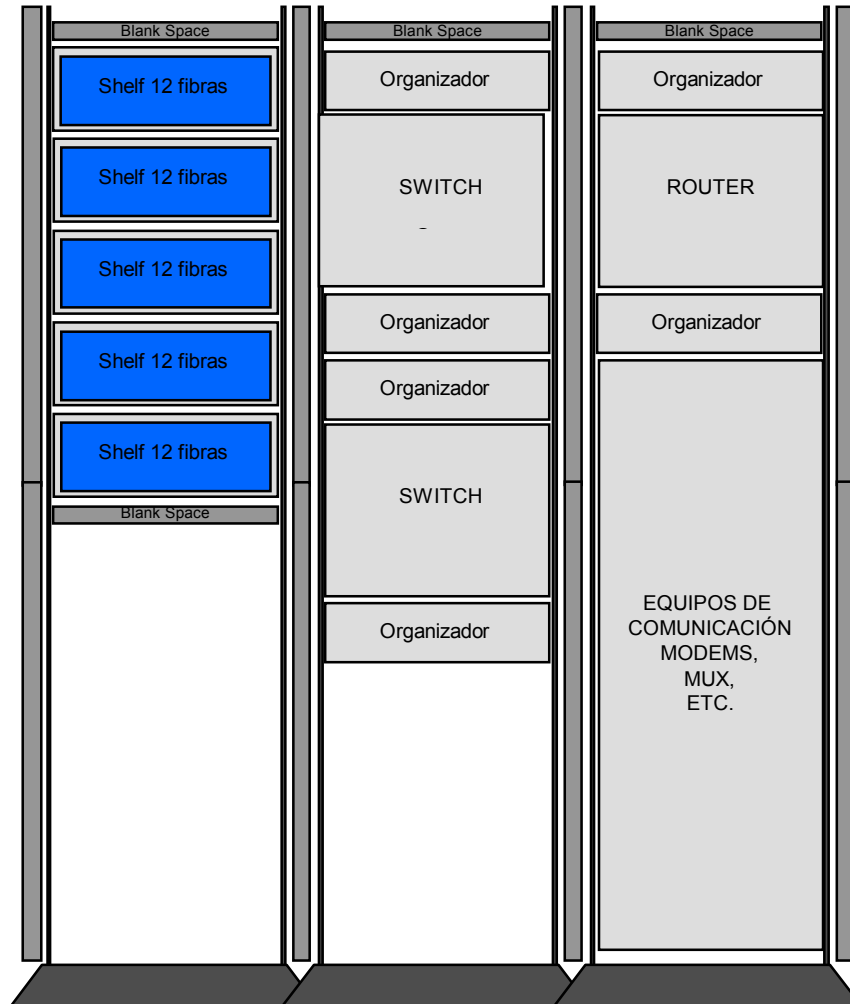 Blank Space
Shelf 12 fibras
Shelf 12 fibras
Shelf 12 fibras
Shelf 12 fibras
Shelf 12 fibras
Blank Space
Blank Space
Organizador
SWITCH
-
Organizador
Organizador
SWITCH
Organizador
Blank Space
Organizador
ROUTER
Organizador
EQUIPOS DE
COMUNICACIÓN
MODEMS,
MUX,
ETC.